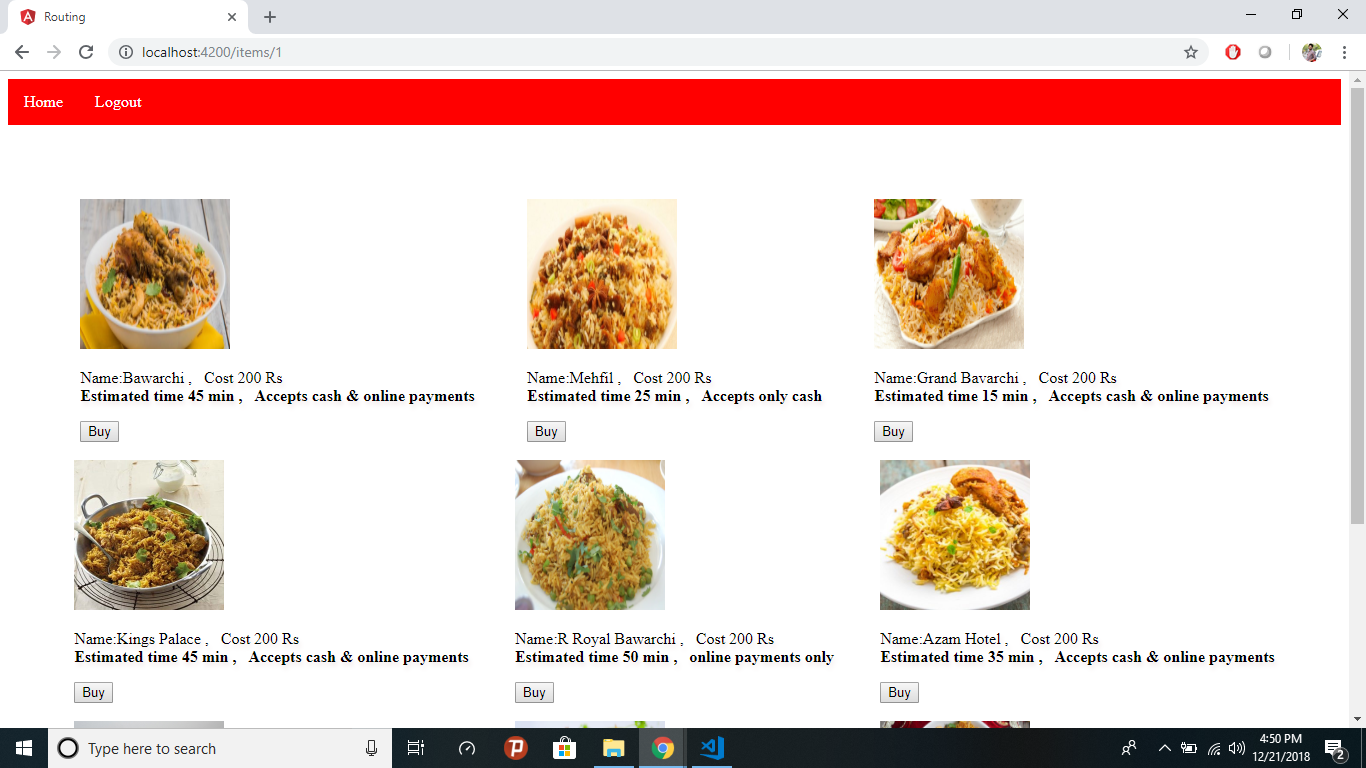 Routing
localhost:4200/items/1
Home Logout
Name:Bawarchi , Cost 200 Rs
Estimated time 45 min , Accepts cash & online payments
Buy
Name:Mehfil , Cost 200 Rs
Estimated time 25 min , Accepts only cash
Buy
Name:Grand Bavarchi , Cost 200 Rs
Estimated time 15 min , Accepts cash & online payments
Buy
Name:Kings Palace , Cost 200 Rs
Estimated time 45 min , Accepts cash & online payments
Buy
Name:R Royal Bawarchi , Cost 200 Rs
Estimated time 50 min , online payments only
Buy
Name:Azam Hotel , Cost 200 Rs
Estimated time 35 min , Accepts cash & online payments
Buy
Type here to search
4:50 PM
12/21/2018
2